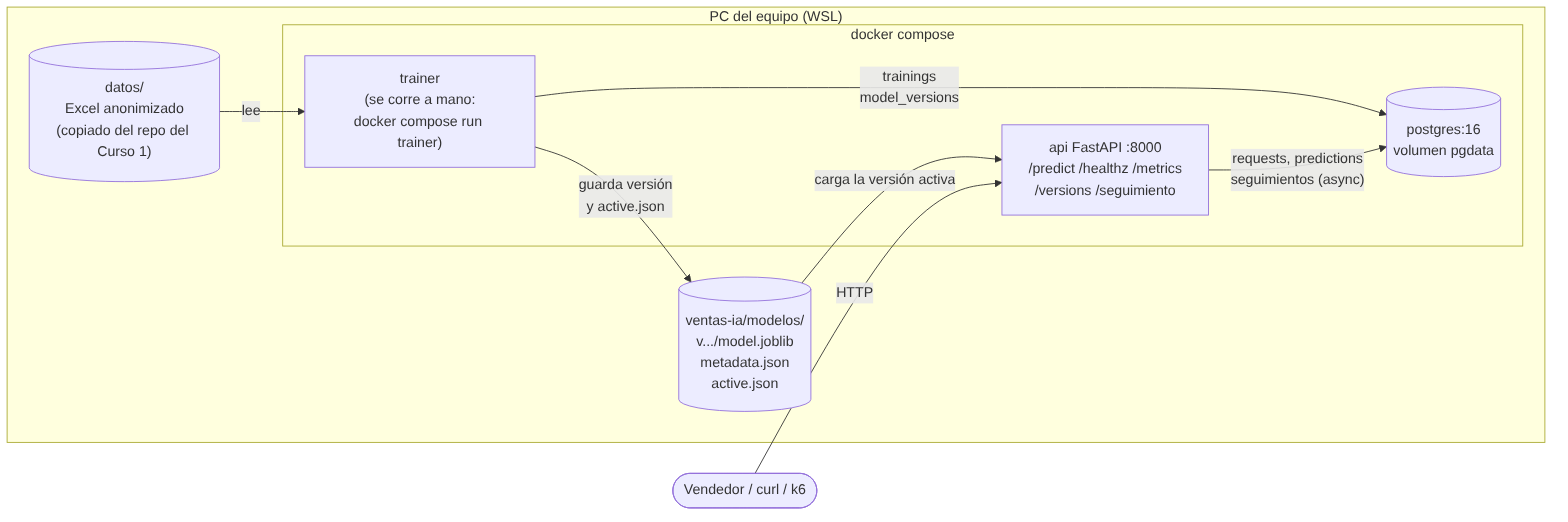 PC del equipo (WSL)
docker compose
datos/
Excel anonimizado
(copiado del repo del
Curso 1)
lee
trainer
(se corre a mano:
docker compose run
trainer)
trainings
model_versions
guarda versión
y active.json
carga la versión activa
api FastAPI :8000
/predict /healthz /metrics
/versions /seguimiento
requests, predictions
seguimientos (async)
postgres:16
volumen pgdata
HTTP
ventas-ia/modelos/
v.../model.joblib
metadata.json
active.json
Vendedor / curl / k6